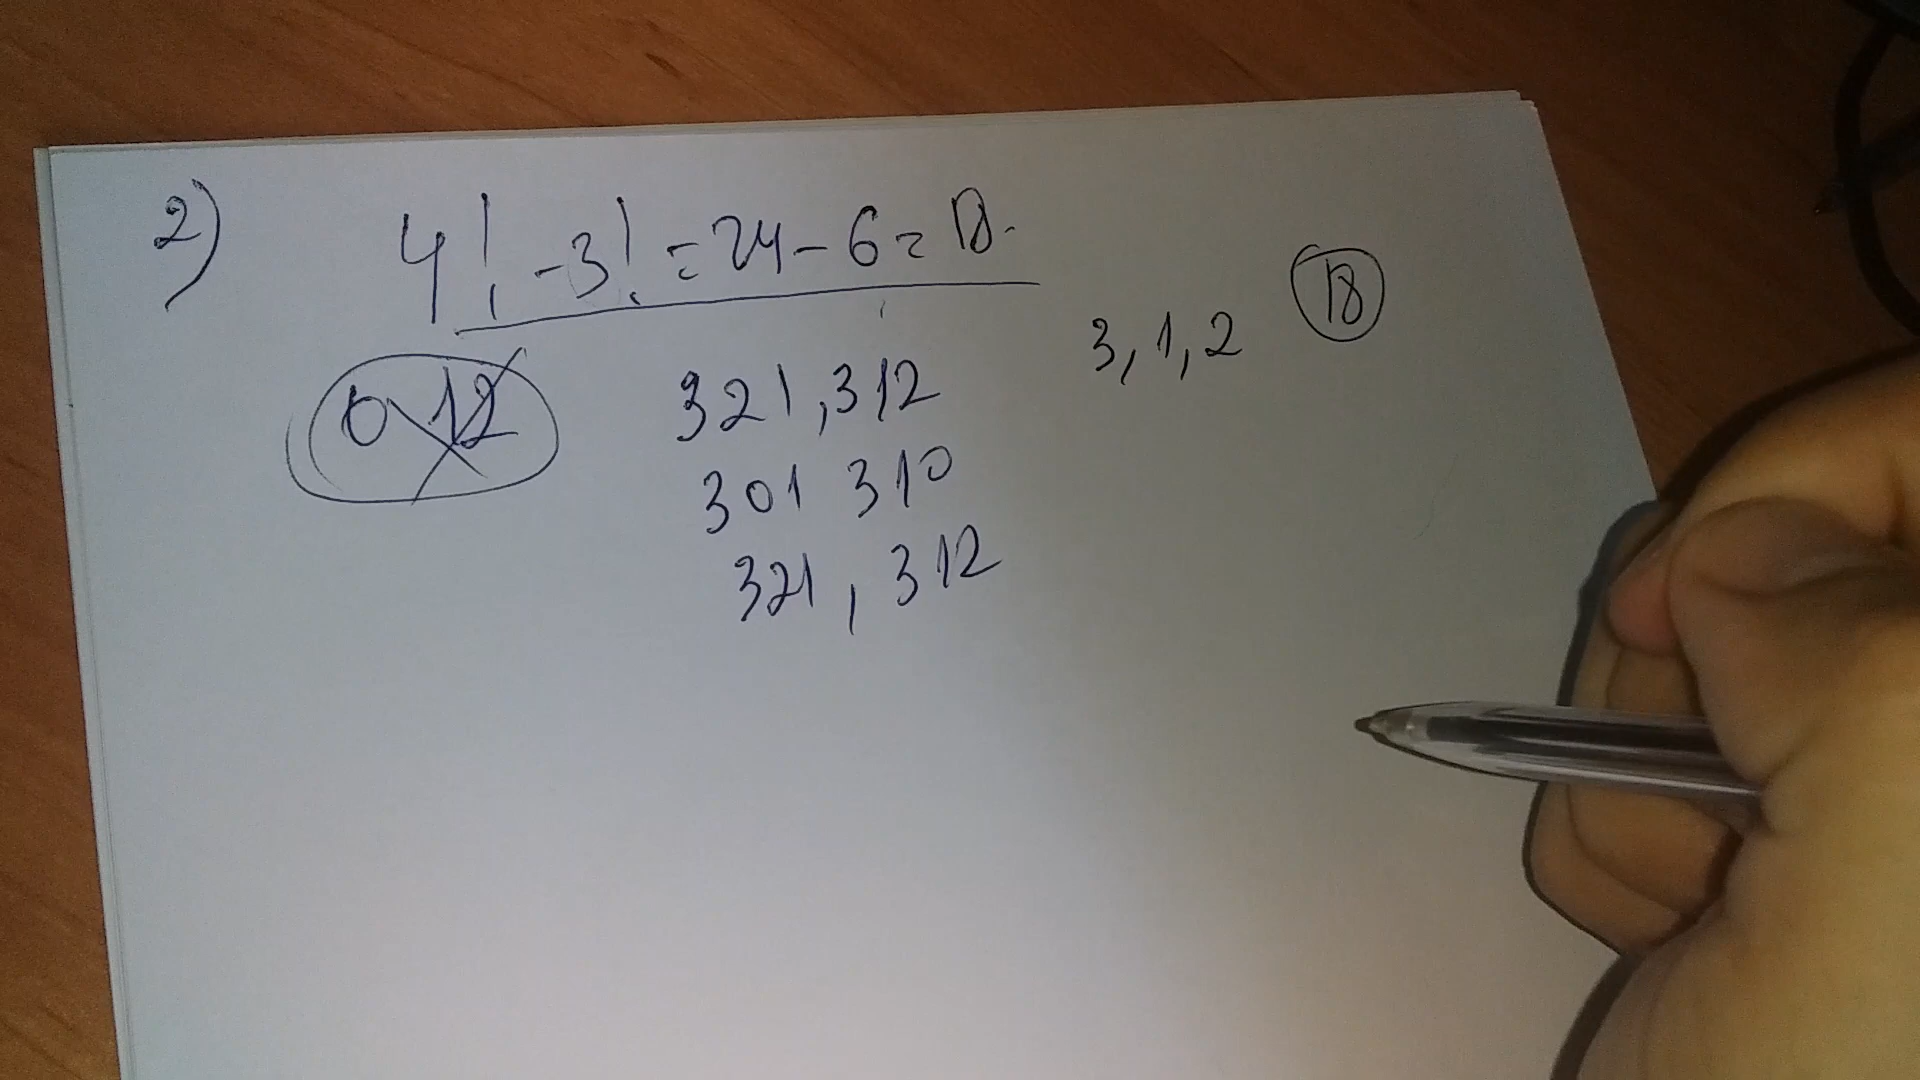 2) 4! - 3! = 24 - 6 = 18.
3, 1, 2 18
0 12
321, 312
301 310
321, 312